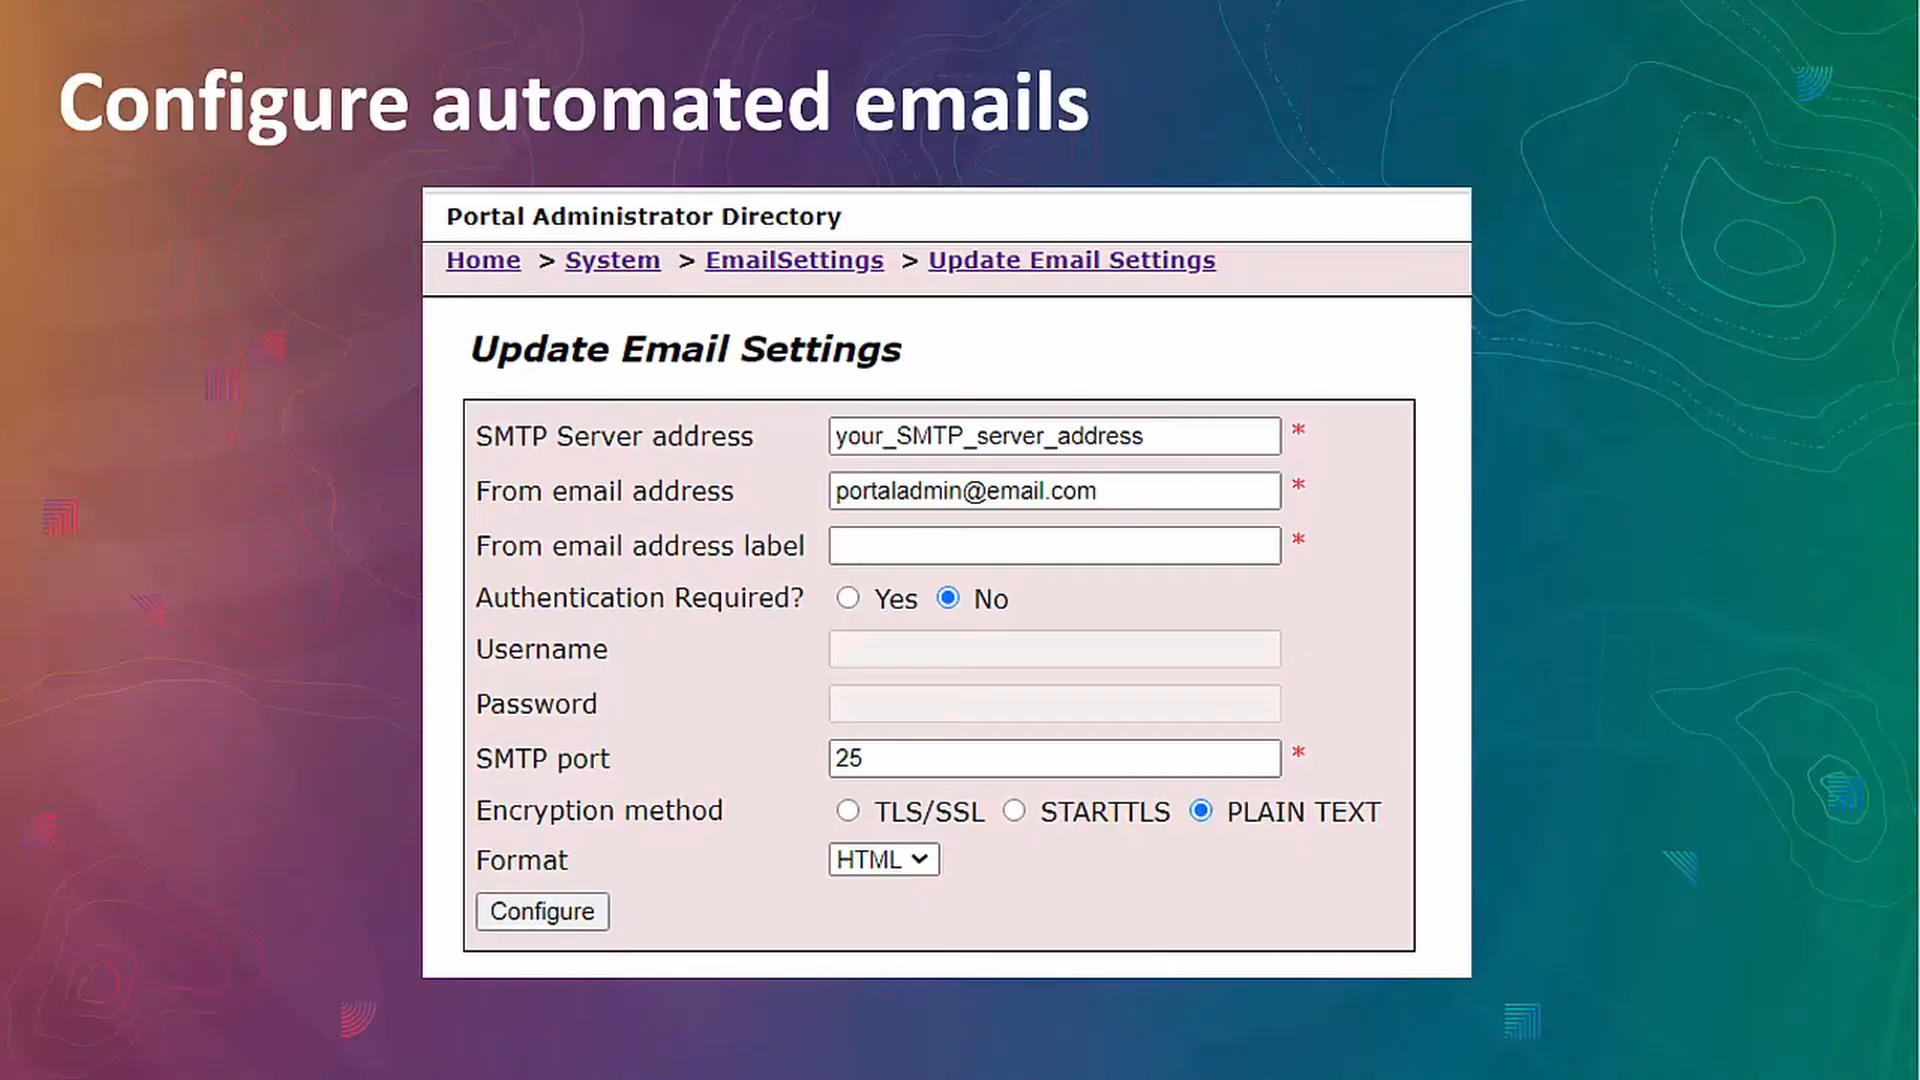 Configure automated emails
Portal Administrator Directory
Home > System > EmailSettings > Update Email Settings
Update Email Settings
SMTP Server address your_SMTP_server_address *
From email address portaladmin@email.com *
From email address label *
Authentication Required? Yes No
Username
Password
SMTP port 25 *
Encryption method TLS/SSL STARTTLS PLAIN TEXT
Format HTML
Configure